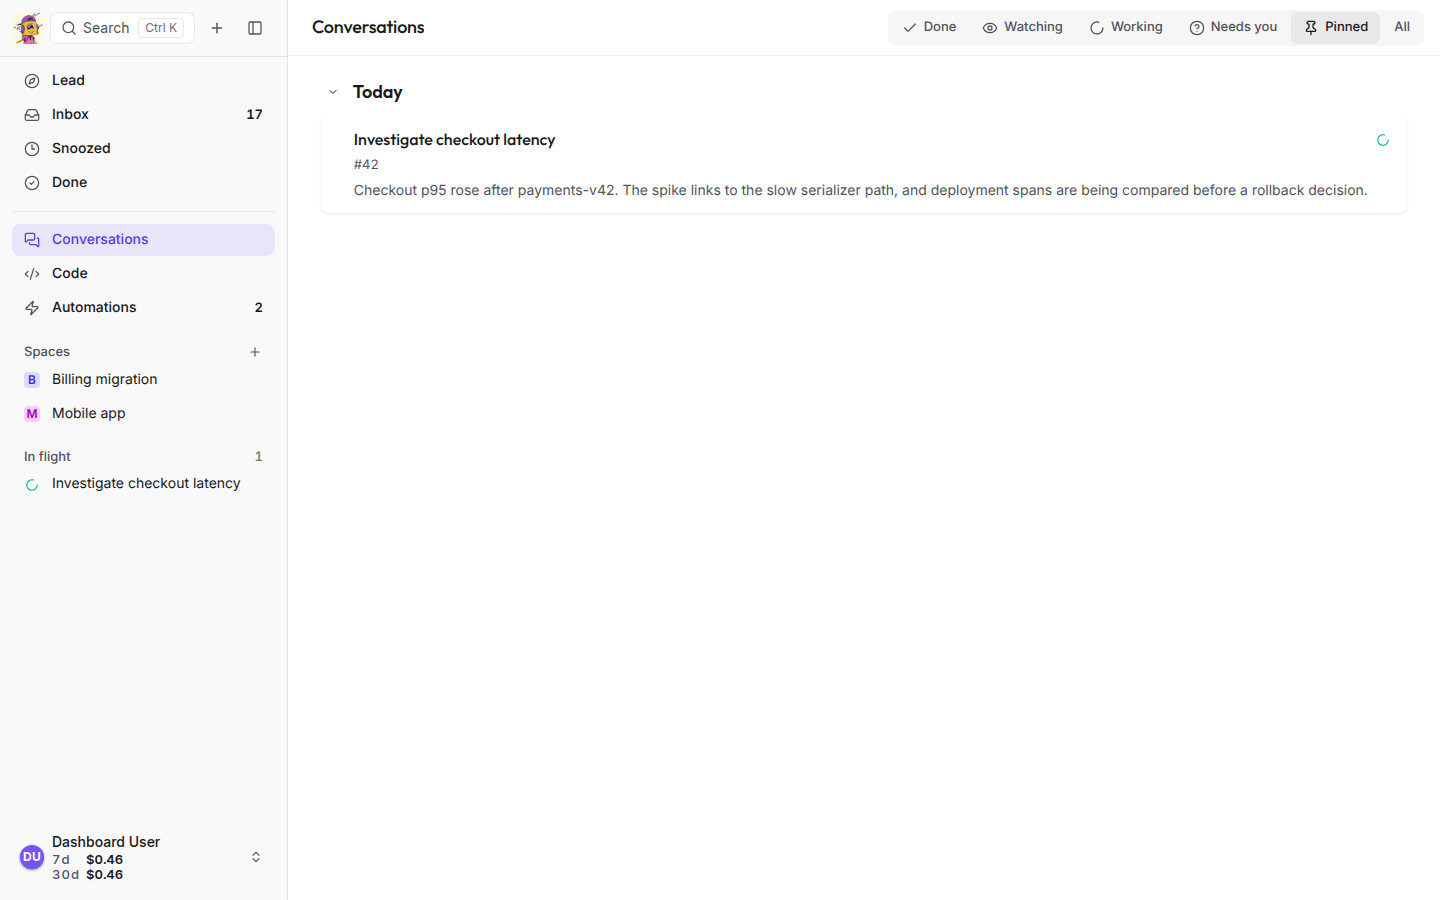 Search Ctrl K
Lead
Inbox 17
Snoozed
Done
Conversations
Code
Automations 2
Spaces
B Billing migration
M Mobile app
In flight 1
Investigate checkout latency
DU Dashboard User
7d $0.46
30d $0.46
Conversations
Done Watching Working Needs you Pinned All
Today
Investigate checkout latency
#42
Checkout p95 rose after payments-v42. The spike links to the slow serializer path, and deployment spans are being compared before a rollback decision.